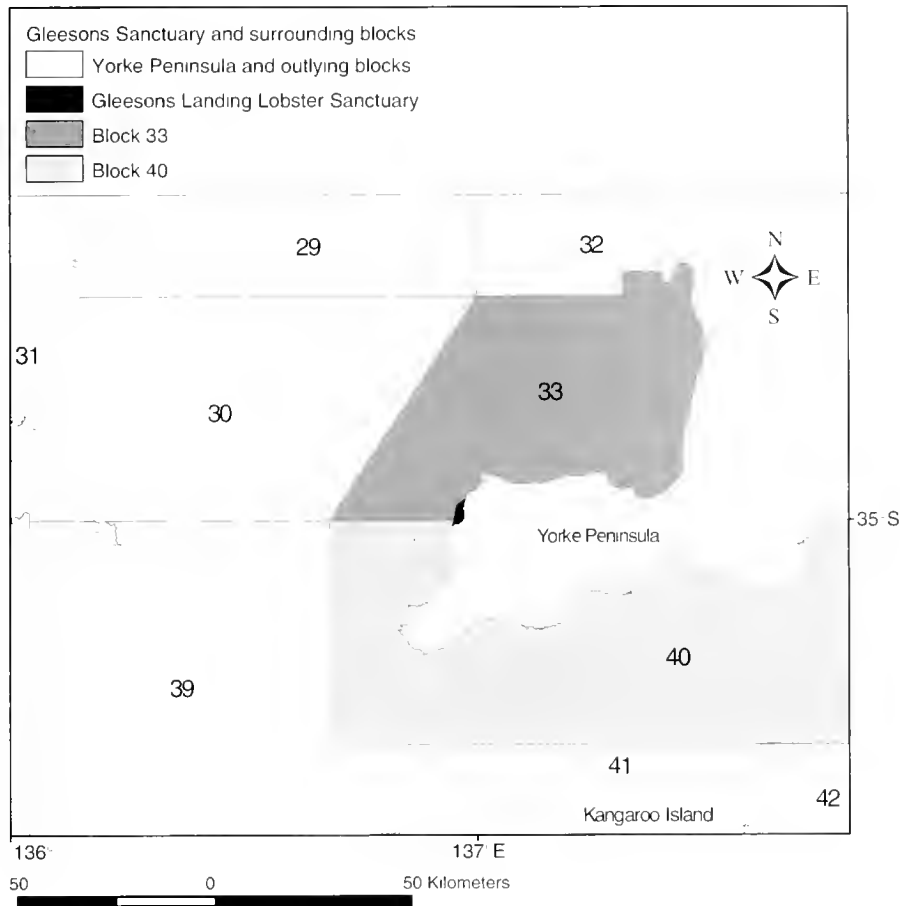 Gleesons Sanctuary and surrounding blocks
Yorke Peninsula and outlying blocks
Gleesons Landing Lobster Sanctuary
Block 33
Block 40
29
32
N
W E
S
31
30
33
35 S
Yorke Peninsula
40
39
41
42
Kangaroo Island
136°
137° E
50 0 50 Kilometers